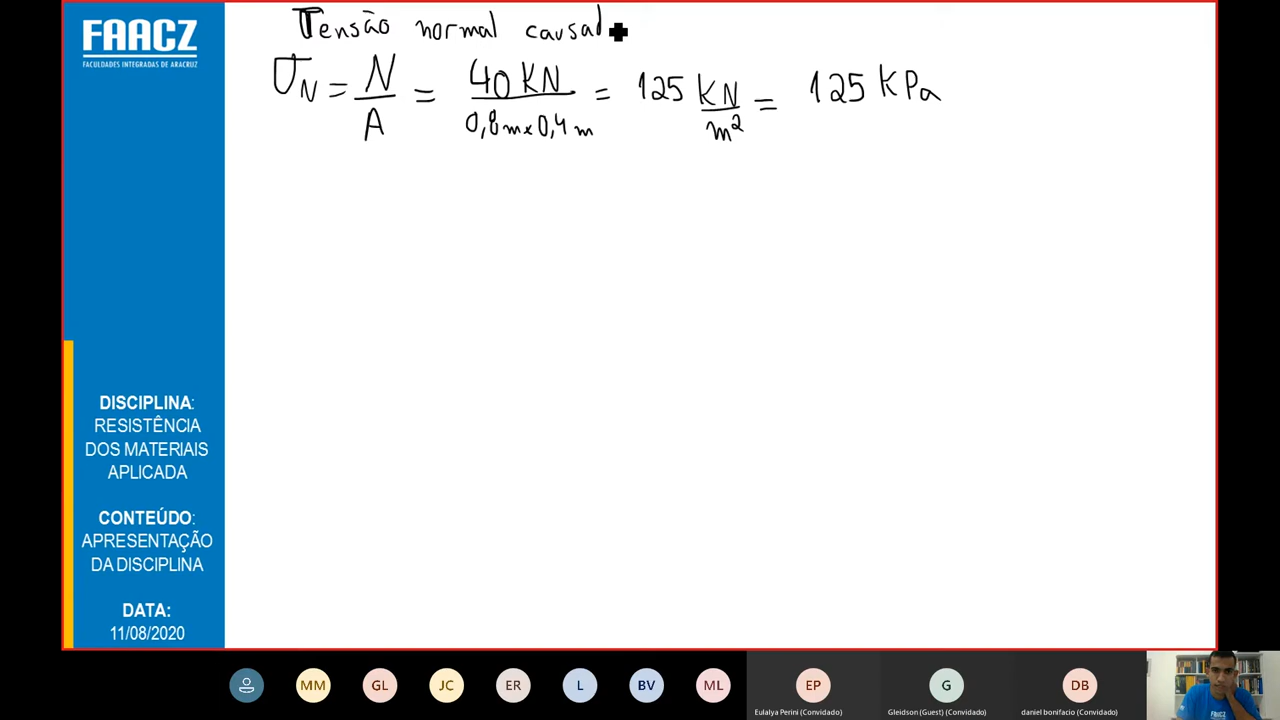 FAACZ
FACULDADES INTEGRADAS DE ARACRUZ
Tensão normal causad
σN = N/A = 40 KN / 0,8m×0,4m = 125 KN/m² = 125 KPa
DISCIPLINA:
RESISTÊNCIA
DOS MATERIAIS
APLICADA
CONTEÚDO:
APRESENTAÇÃO
DA DISCIPLINA
DATA:
11/08/2020
MM GL JC ER L BV ML EP G DB
Eulalya Perini (Convidado) Gleidson (Guest) (Convidado) daniel bonifacio (Convidado)
FAACZ